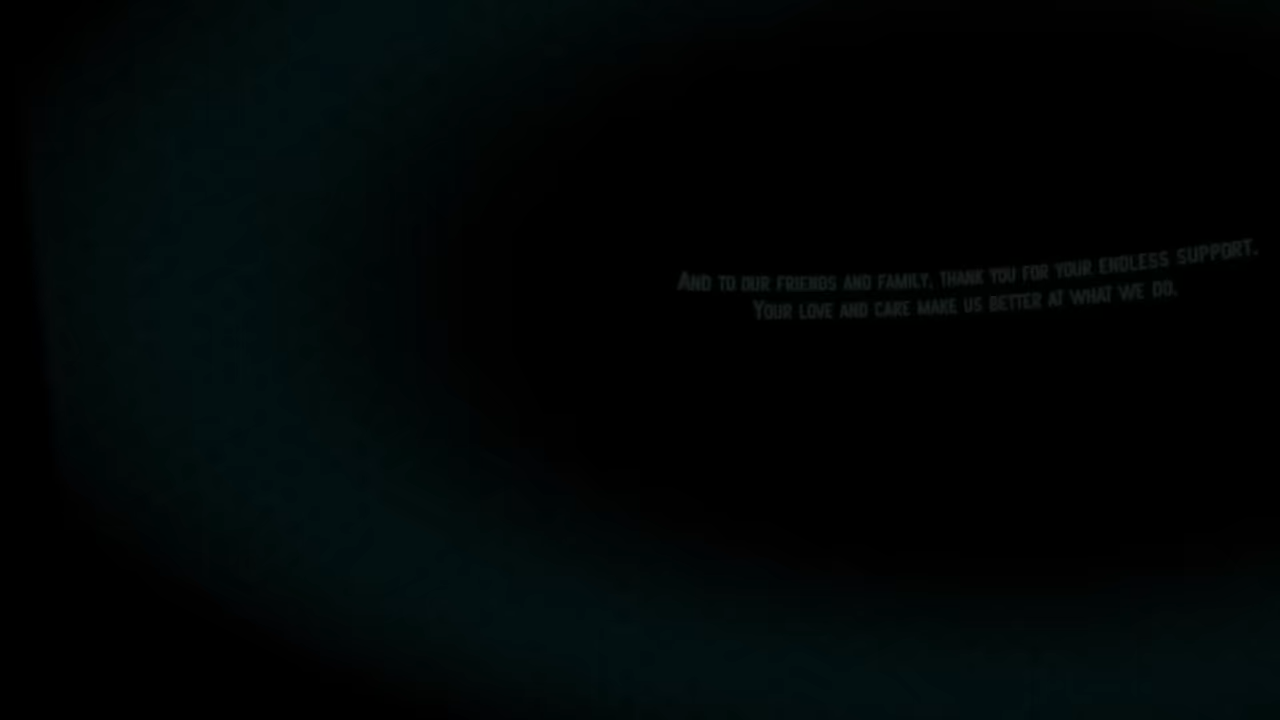 And to our friends and family, thank you for your endless support.
Your love and care make us better at what we do.